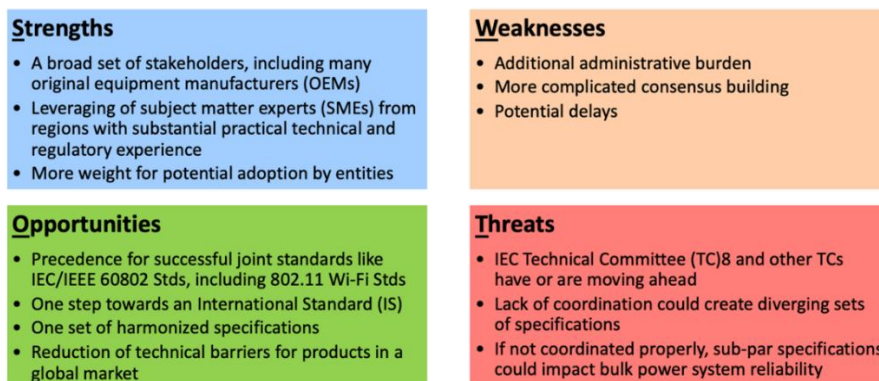 Strengths
• A broad set of stakeholders, including many
original equipment manufacturers (OEMs)
• Leveraging of subject matter experts (SMEs) from
regions with substantial practical technical and
regulatory experience
• More weight for potential adoption by entities
Weaknesses
• Additional administrative burden
• More complicated consensus building
• Potential delays
Opportunities
• Precedence for successful joint standards like
IEC/IEEE 60802 Stds, including 802.11 Wi-Fi Stds
• One step towards an International Standard (IS)
• One set of harmonized specifications
• Reduction of technical barriers for products in a
global market
Threats
• IEC Technical Committee (TC)8 and other TCs
have or are moving ahead
• Lack of coordination could create diverging sets
of specifications
• If not coordinated properly, sub-par specifications
could impact bulk power system reliability